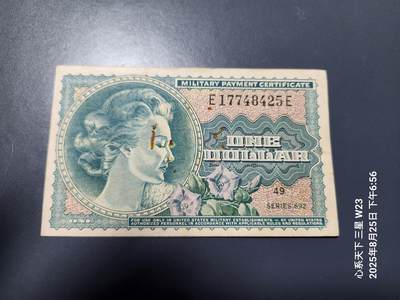 MILITARY PAYMENT CERTIFICATE
E17748425E
ONE
DOLLAR
49
SERIES 692
FOR USE ONLY IN UNITED STATES MILITARY ESTABLISHMENTS - BY UNITED STATES
AUTHORIZED PERSONNEL IN ACCORDANCE WITH APPLICABLE RULES AND REGULATIONS
心系天下 三星 W23
2025年8月25日 下午6:56